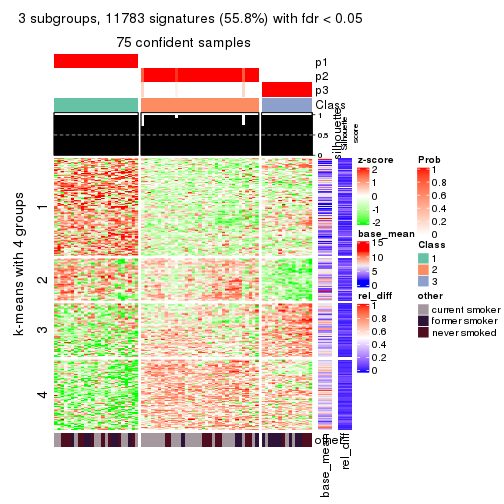 3 subgroups, 11783 signatures (55.8%) with fdr < 0.05
75 confident samples
p1
p2
p3
Class
1
0.5
0
silhouette
Silhouette
score
k-means with 4 groups
1
2
3
4
other
base_mean
rel_diff
z-score
2
1
0
-1
-2
base_mean
15
10
5
0
rel_diff
1
0.8
0.6
0.4
0.2
0
Prob
1
0.8
0.6
0.4
0.2
0
Class
1
2
3
other
current smoker
former smoker
never smoked